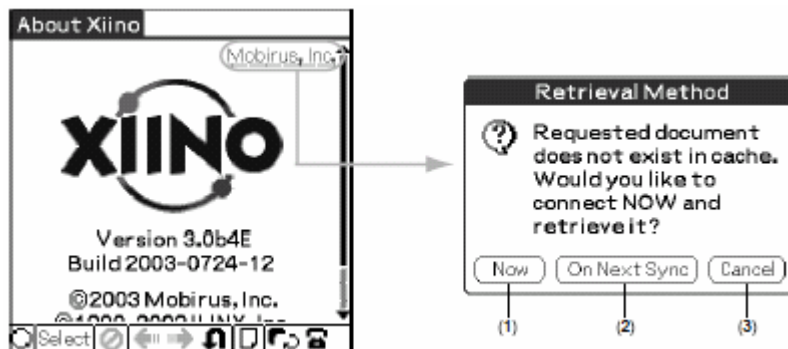 About Xiino
Mobirus, Inc.
XIINO
Version 3.0b4E
Build 2003-0724-12
©2003 Mobirus, Inc.
Select
Retrieval Method
Requested document
does not exist in cache.
Would you like to
connect NOW and
retrieve it?
Now
On Next Sync
Cancel
(1)
(2)
(3)